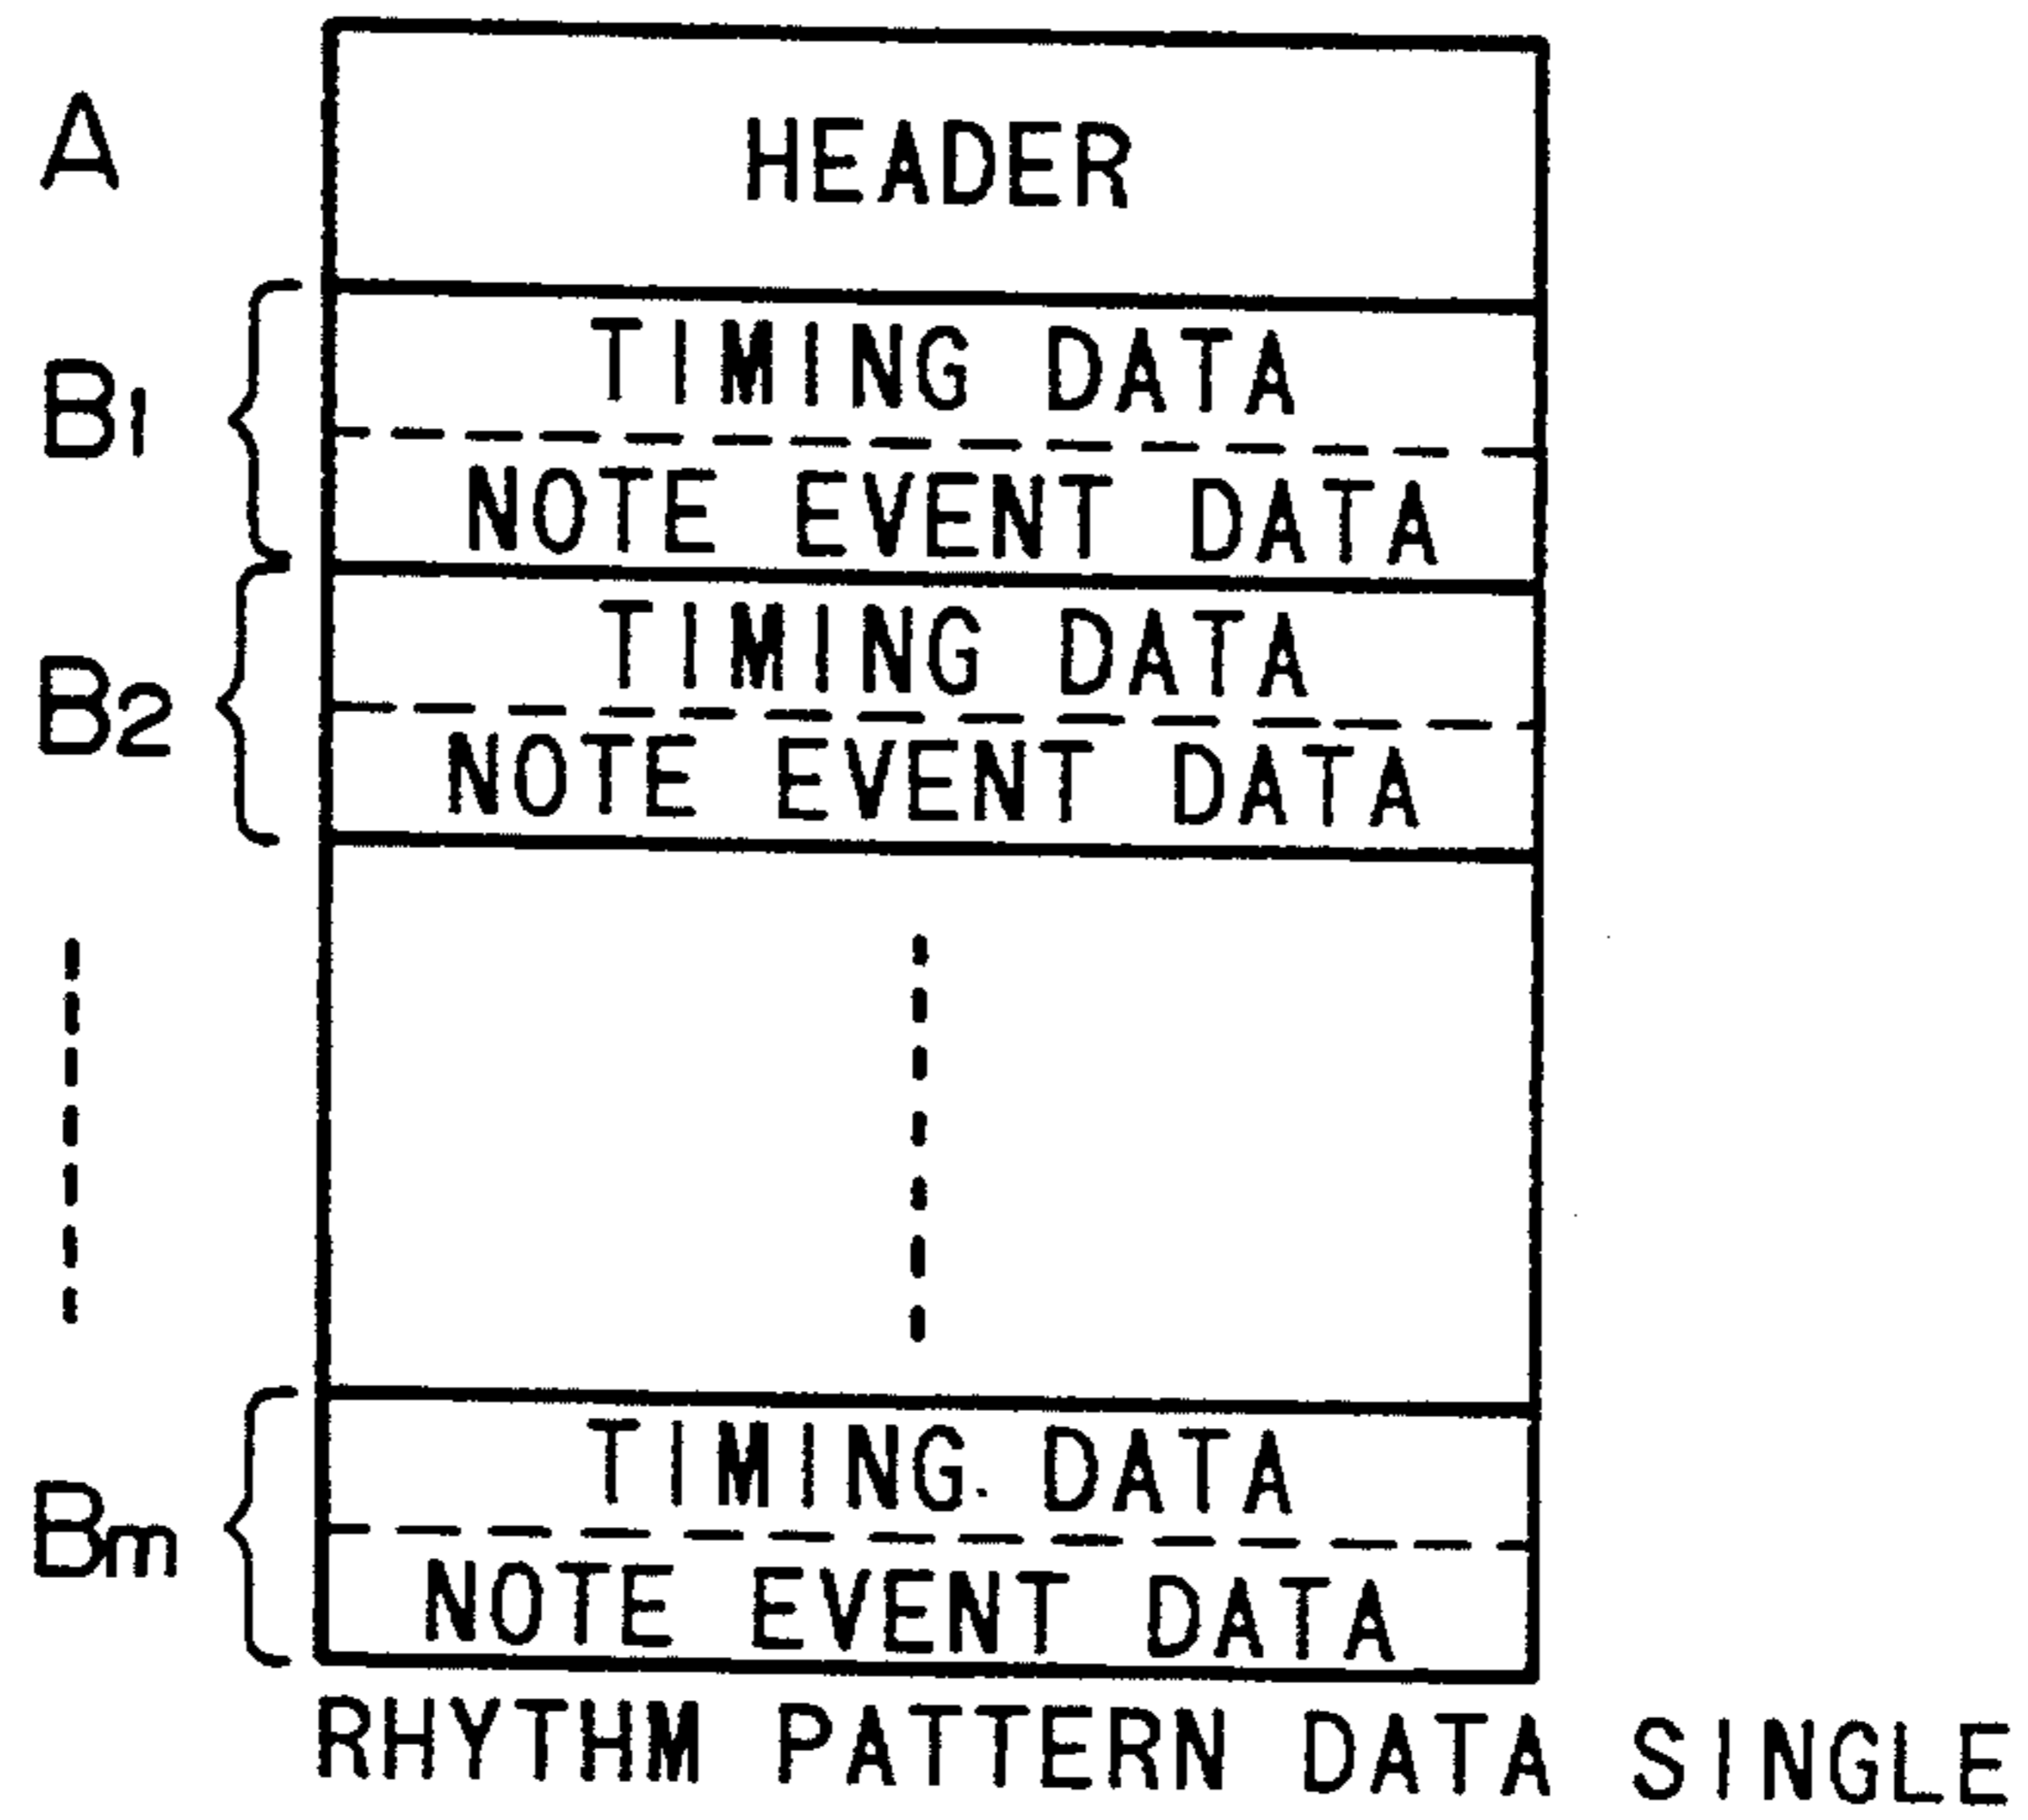 A HEADER
B1 TIMING DATA
NOTE EVENT DATA
B2 TIMING DATA
NOTE EVENT DATA
Bm TIMING DATA
NOTE EVENT DATA
RHYTHM PATTERN DATA SINGLE